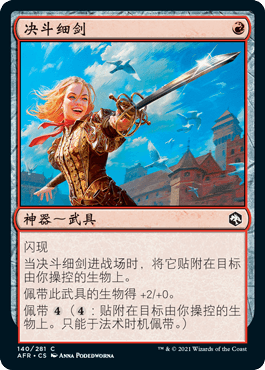 决斗细剑
神器～武具
闪现
当决斗细剑进战场时，将它贴附在目标
由你操控的生物上。
佩带此武具的生物得 +2/+0。
佩带 4（4：贴附在目标由你操控的生
物上。只能于法术时机佩带。）
140/281 C
AFR • CS ANNA PODEDWORNA
™ & © 2021 Wizards of the Coast